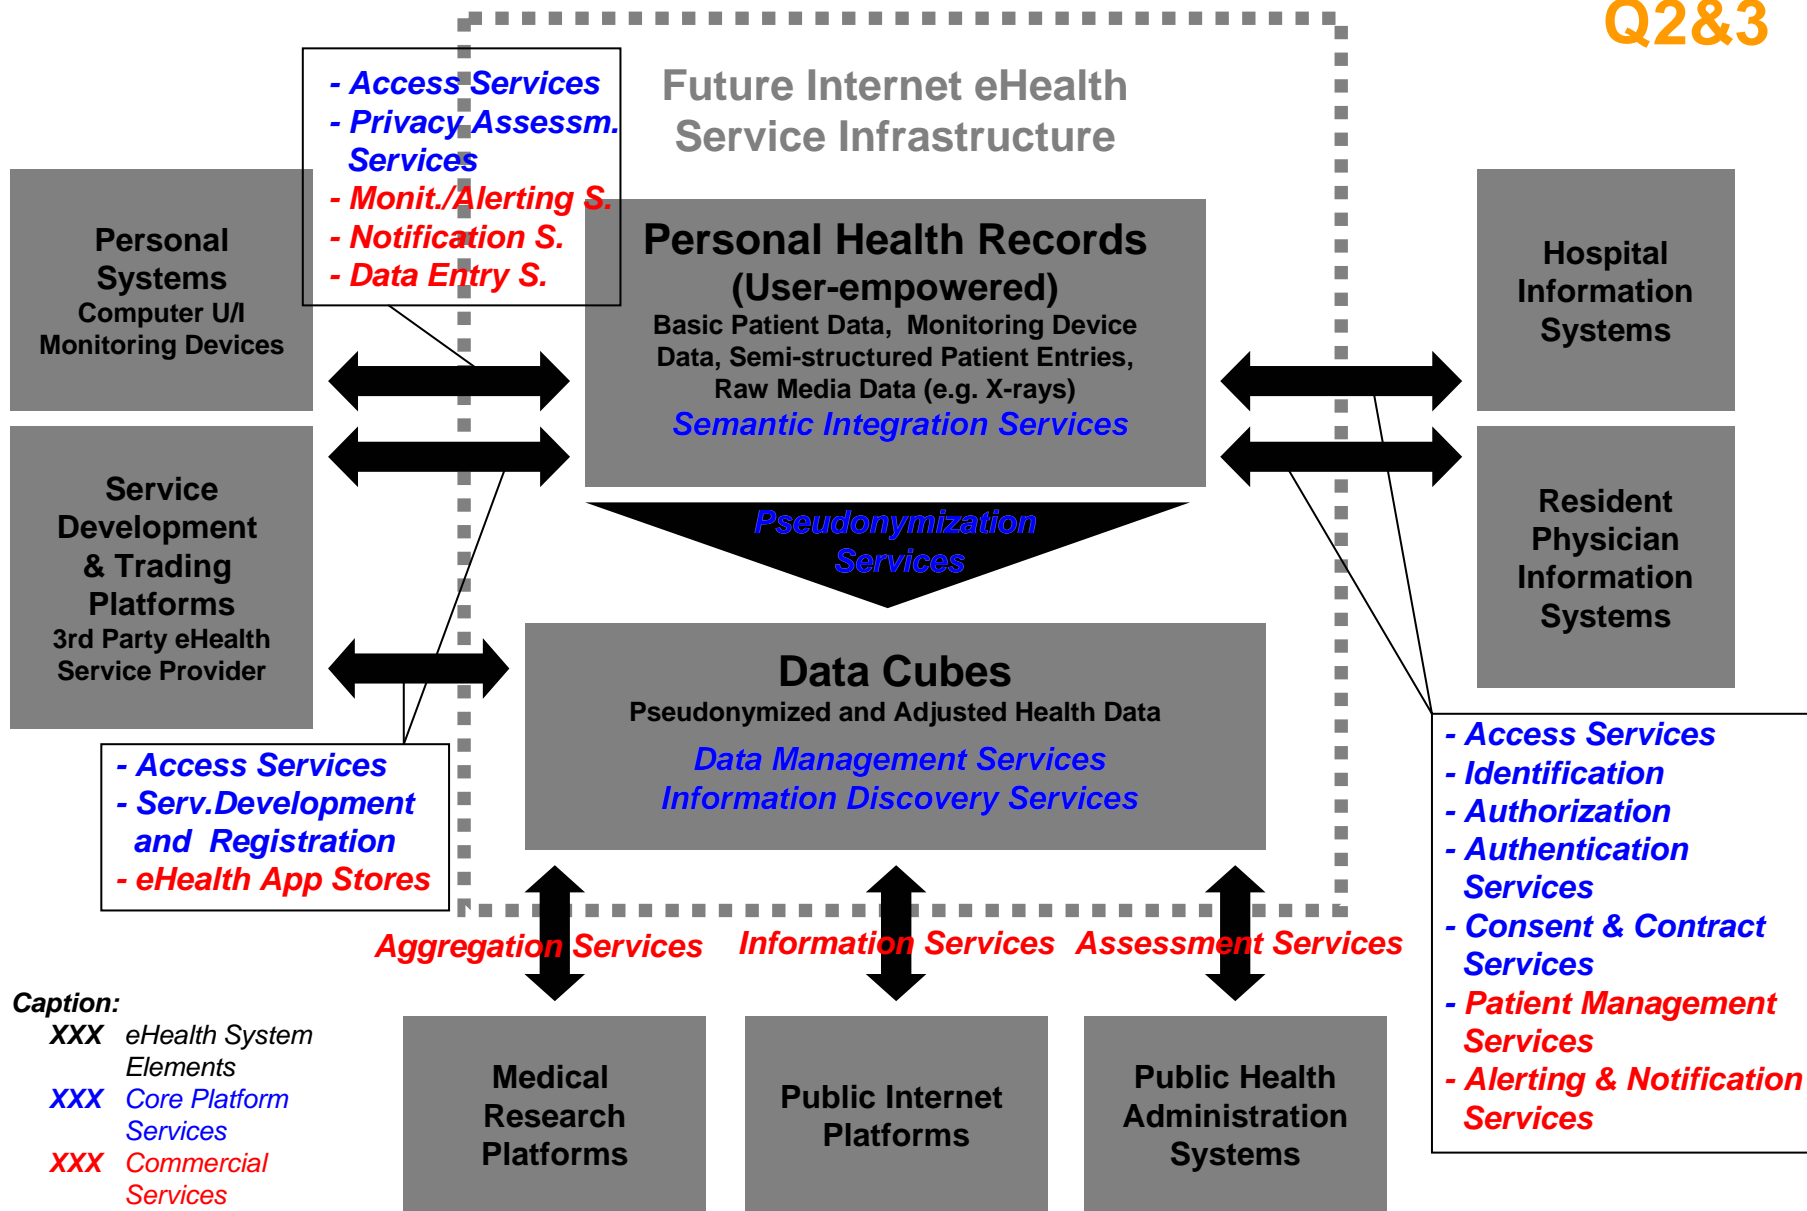 Q2&3
Future Internet eHealth
Service Infrastructure
- Access Services
- Privacy Assessm.
Services
- Monit./Alerting S.
- Notification S.
- Data Entry S.
Personal
Systems
Computer U/I
Monitoring Devices
Personal Health Records
(User-empowered)
Basic Patient Data, Monitoring Device
Data, Semi-structured Patient Entries,
Raw Media Data (e.g. X-rays)
Semantic Integration Services
Hospital
Information
Systems
Service
Development
& Trading
Platforms
3rd Party eHealth
Service Provider
Pseudonymization
Services
Resident
Physician
Information
Systems
Data Cubes
Pseudonymized and Adjusted Health Data
Data Management Services
Information Discovery Services
- Access Services
- Serv.Development
and Registration
- eHealth App Stores
- Access Services
- Identification
- Authorization
- Authentication
Services
- Consent & Contract
Services
- Patient Management
Services
- Alerting & Notification
Services
Aggregation Services
Information Services
Assessment Services
Medical
Research
Platforms
Public Internet
Platforms
Public Health
Administration
Systems
Caption:
XXX eHealth System
Elements
XXX Core Platform
Services
XXX Commercial
Services